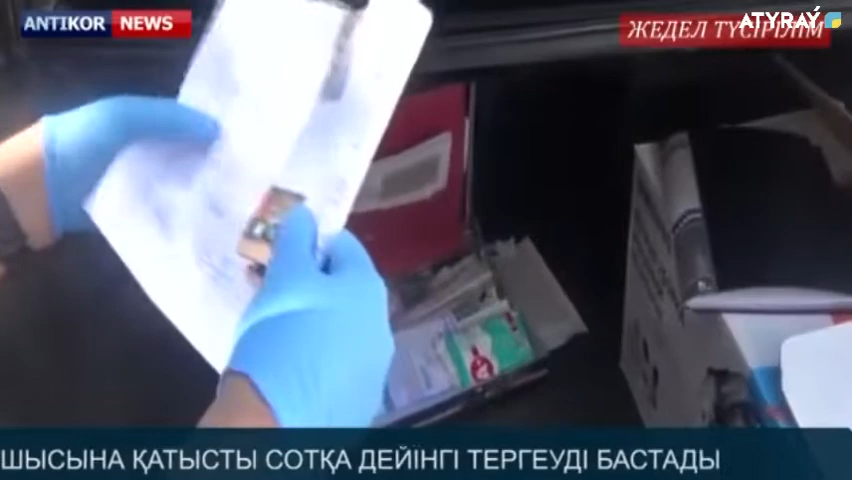 ANTIKOR NEWS
ATYRAÝ
ЖЕДЕЛ ТҮСІРІЛІМ
ШЫСЫНА ҚАТЫСТЫ СОТҚА ДЕЙІНГІ ТЕРГЕУДІ БАСТАДЫ